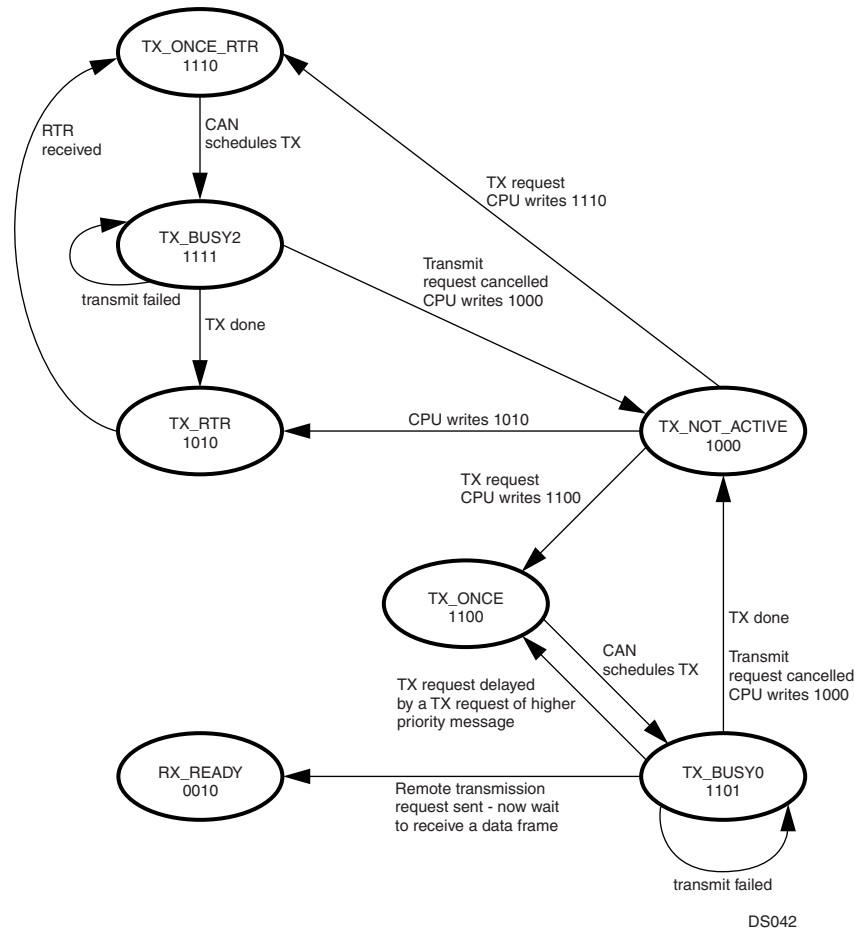 TX_ONCE_RTR
1110
RTR
received
CAN
schedules TX
TX request
CPU writes 1110
TX_BUSY2
1111
Transmit
request cancelled
CPU writes 1000
transmit failed
TX done
TX_RTR
1010
CPU writes 1010
TX_NOT_ACTIVE
1000
TX request
CPU writes 1100
TX_ONCE
1100
TX done
CAN
schedules TX
Transmit
request cancelled
CPU writes 1000
TX request delayed
by a TX request of higher
priority message
RX_READY
0010
TX_BUSY0
1101
Remote transmission
request sent - now wait
to receive a data frame
transmit failed
DS042